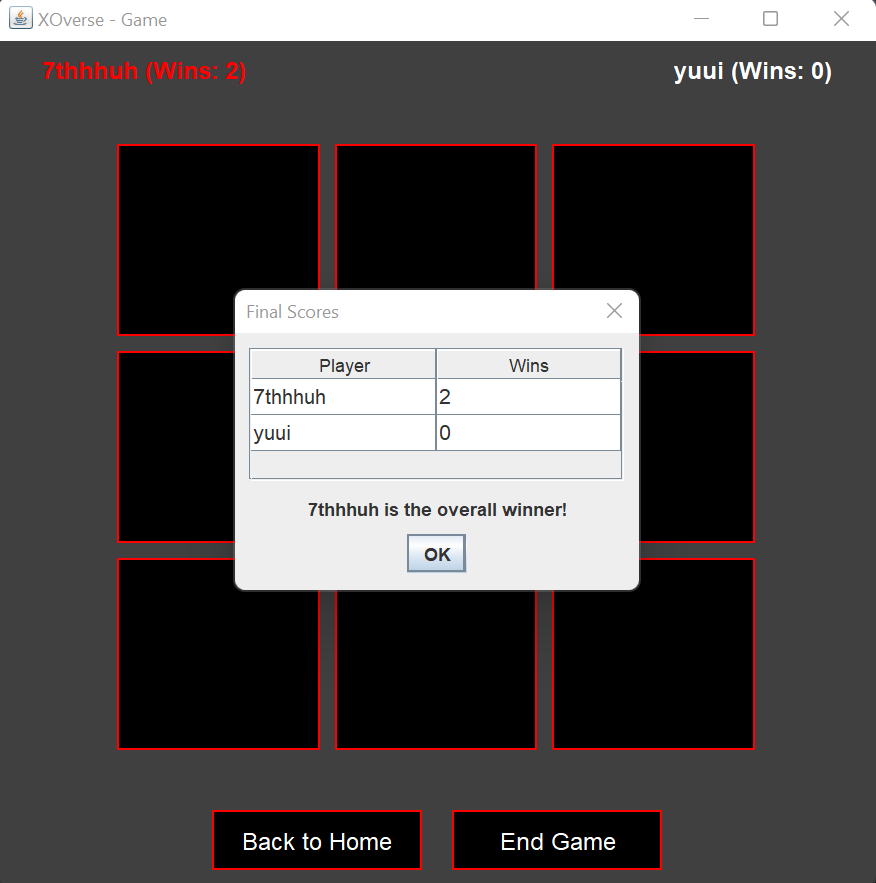 XOverse - Game
7thhhuh (Wins: 2)
yuui (Wins: 0)
Final Scores
Player Wins
7thhhuh 2
yuui 0
7thhhuh is the overall winner!
OK
Back to Home
End Game